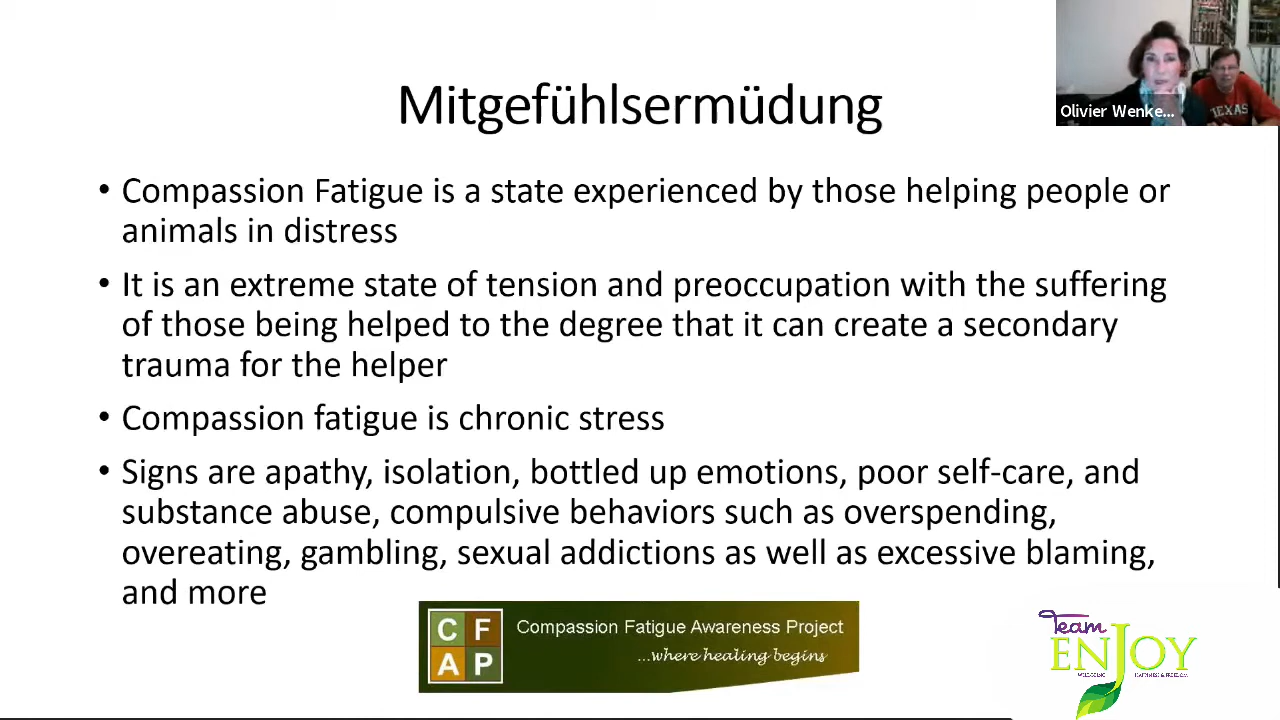 Mitgefühlsermüdung
• Compassion Fatigue is a state experienced by those helping people or
animals in distress
• It is an extreme state of tension and preoccupation with the suffering
of those being helped to the degree that it can create a secondary
trauma for the helper
• Compassion fatigue is chronic stress
• Signs are apathy, isolation, bottled up emotions, poor self-care, and
substance abuse, compulsive behaviors such as overspending,
overeating, gambling, sexual addictions as well as excessive blaming,
and more
Olivier Wenke...
TEXAS
C F
A P
Compassion Fatigue Awareness Project
...where healing begins
Team
ENJOY
WELLBEING HAPPINESS & FREEDOM